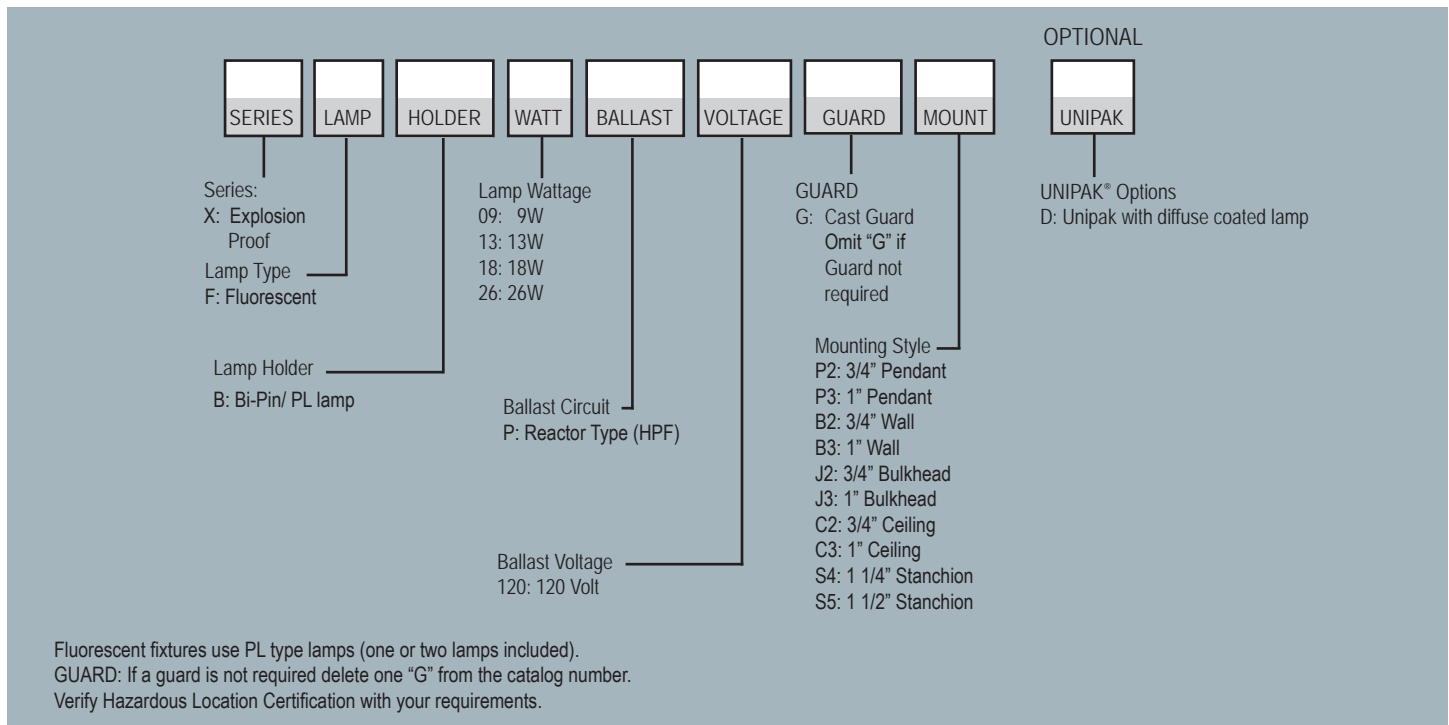 OPTIONAL
SERIES LAMP HOLDER WATT BALLAST VOLTAGE GUARD MOUNT UNIPAK
Series:
X: Explosion
Proof
Lamp Type
F: Fluorescent
Lamp Holder
B: Bi-Pin/ PL lamp
Lamp Wattage
09: 9W
13: 13W
18: 18W
26: 26W
Ballast Circuit
P: Reactor Type (HPF)
Ballast Voltage
120: 120 Volt
GUARD
G: Cast Guard
Omit “G” if
Guard not
required
Mounting Style
P2: 3/4” Pendant
P3: 1” Pendant
B2: 3/4” Wall
B3: 1” Wall
J2: 3/4” Bulkhead
J3: 1” Bulkhead
C2: 3/4” Ceiling
C3: 1” Ceiling
S4: 1 1/4” Stanchion
S5: 1 1/2” Stanchion
UNIPAK® Options
D: Unipak with diffuse coated lamp
Fluorescent fixtures use PL type lamps (one or two lamps included).
GUARD: If a guard is not required delete one “G” from the catalog number.
Verify Hazardous Location Certification with your requirements.